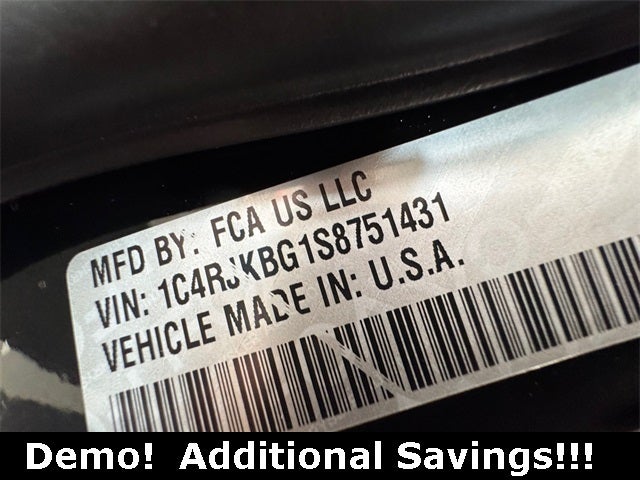 MFD BY: FCA US LLC
VIN: 1C4RJKBG1S8751431
VEHICLE MADE IN: U.S.A.
Demo! Additional Savings!!!